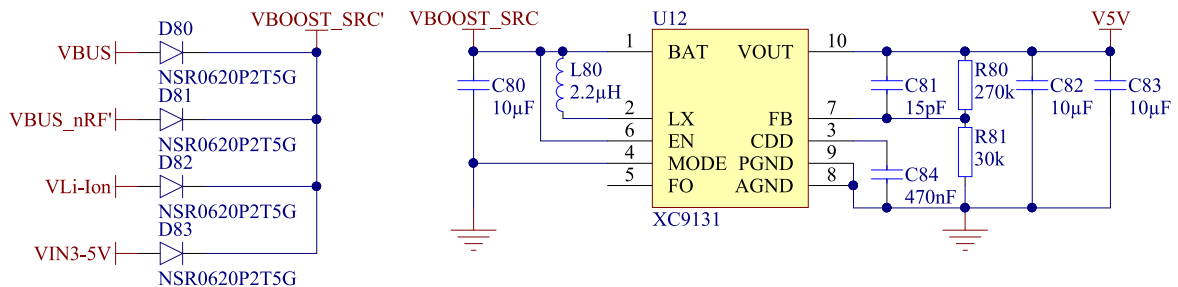 VBOOST_SRC'
D80
VBUS
NSR0620P2T5G
D81
VBUS_nRF'
NSR0620P2T5G
D82
VLi-Ion
NSR0620P2T5G
D83
VIN3-5V
NSR0620P2T5G
VBOOST_SRC
C80
10µF
L80
2.2µH
U12
1
BAT
2
LX
6
EN
4
MODE
5
FO
VOUT
10
FB
7
CDD
3
PGND
9
AGND
8
XC9131
C81
15pF
R80
270k
R81
30k
C84
470nF
C82
10µF
V5V
C83
10µF